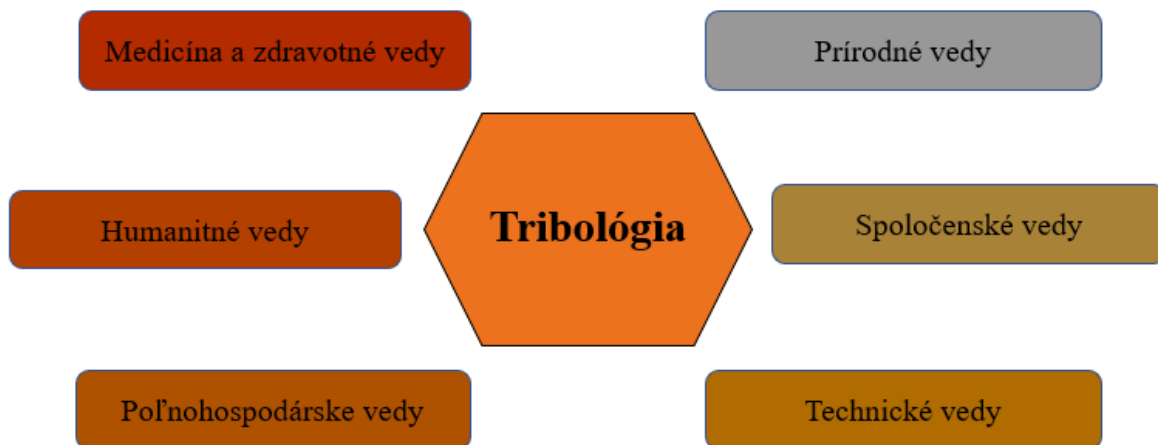 Medicína a zdravotné vedy
Prírodné vedy
Humanitné vedy
Tribológia
Spoločenské vedy
Poľnohospodárske vedy
Technické vedy